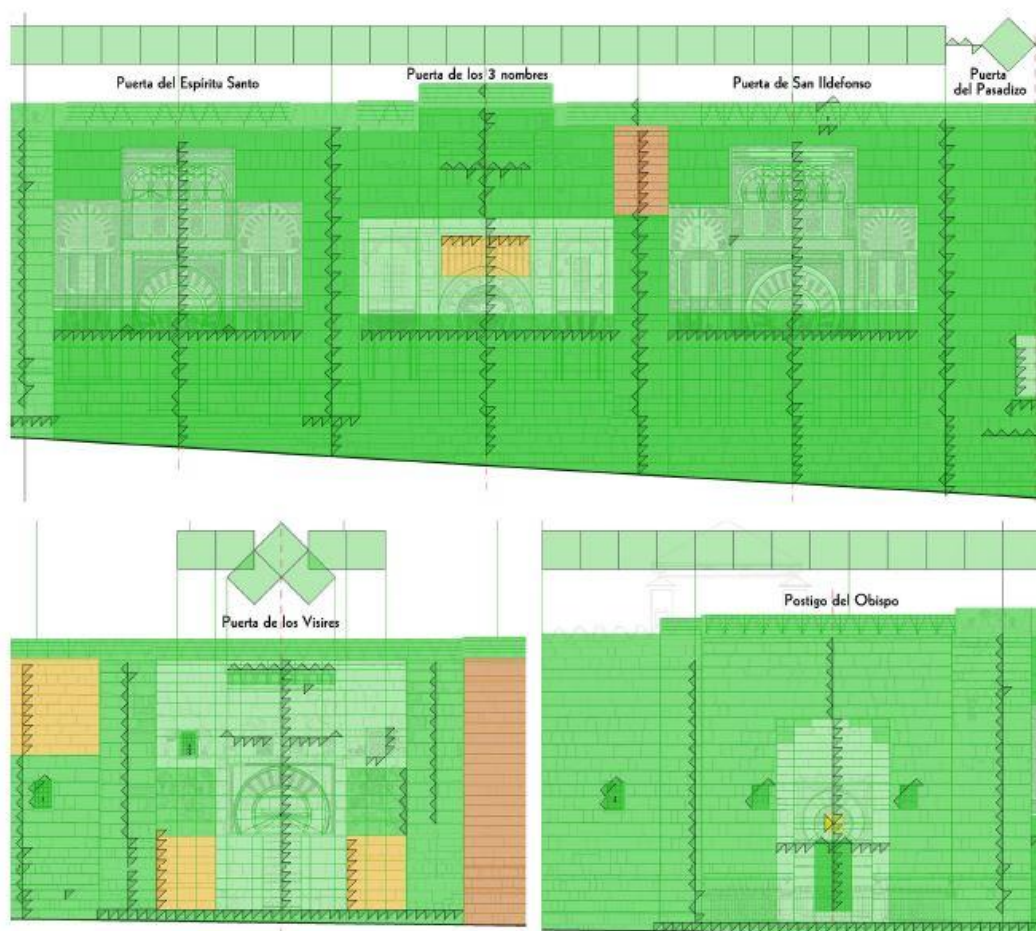 Puerta del Espíritu Santo
Puerta de los 3 nombres
Puerta de San Ildefonso
Puerta
del Pasadizo
Puerta de los Visires
Postigo del Obispo